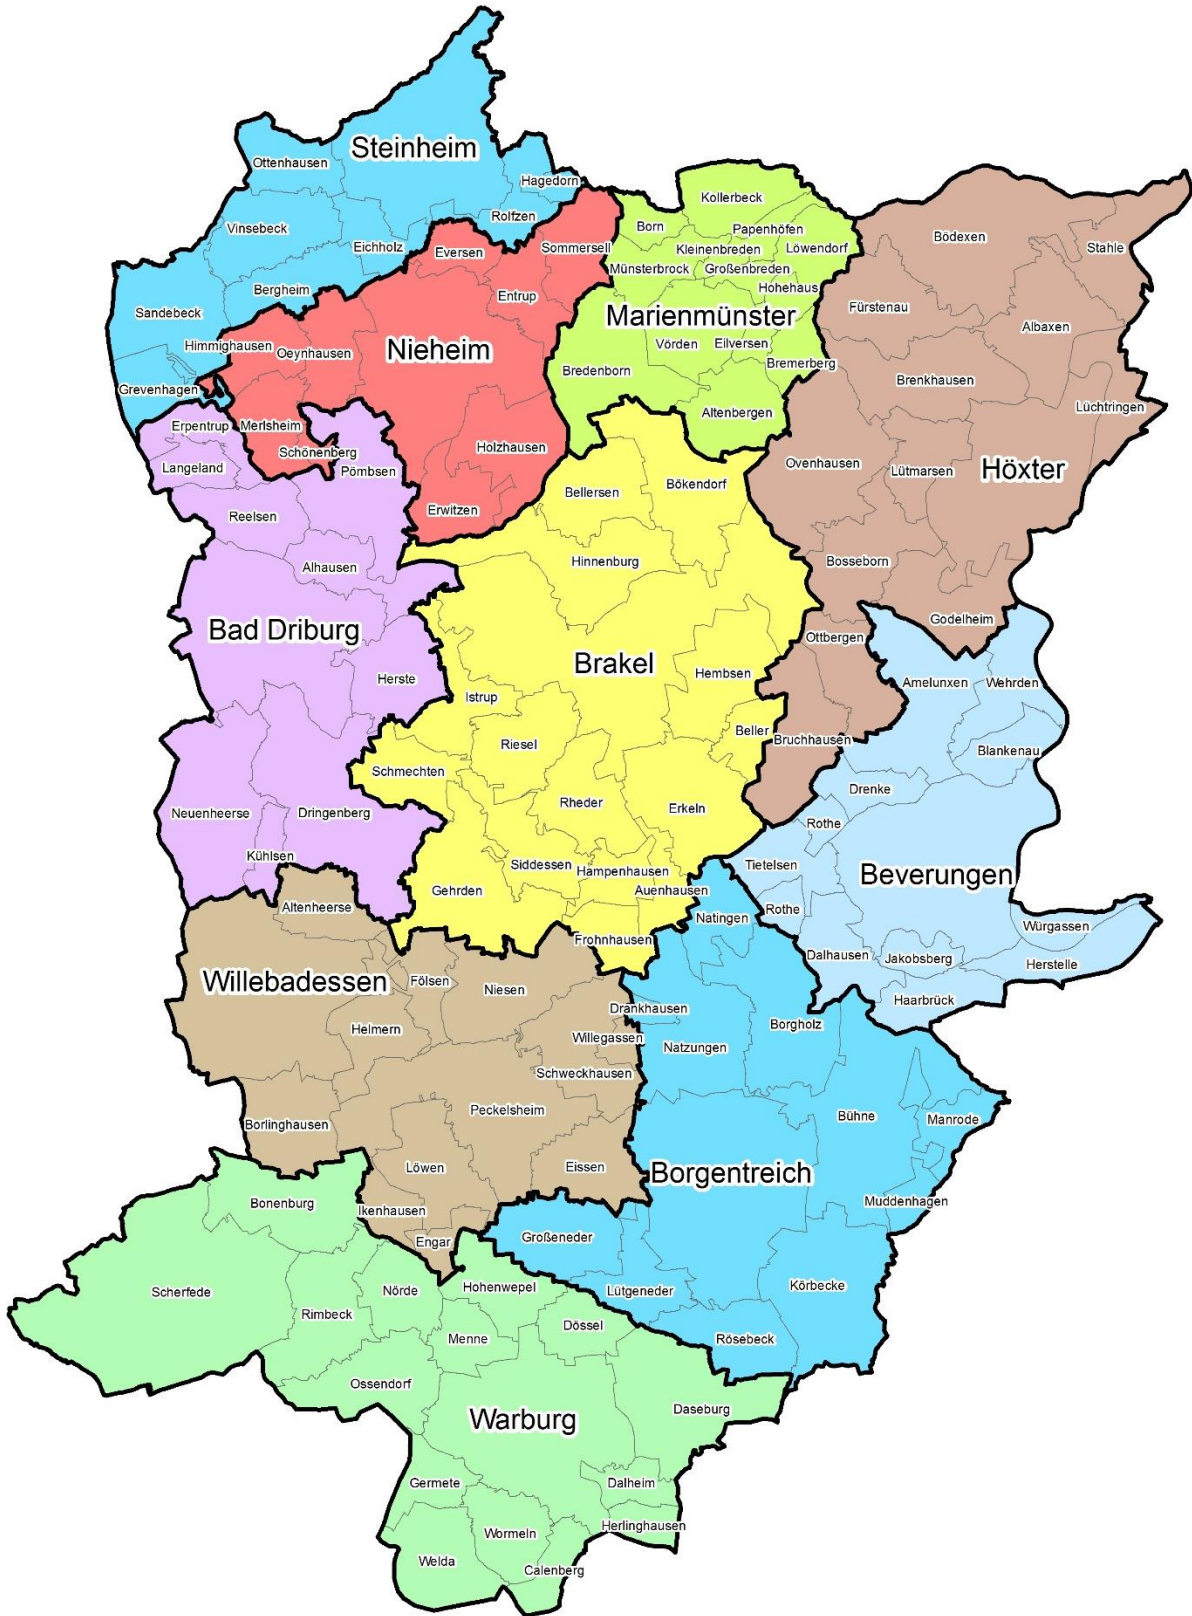 Steinheim
Ottenhausen
Hagedorn
Vinsebeck
Rolfzen
Eichholz
Bergheim
Sandebeck
Himmighausen
Grevenhagen
Eversen
Sommersell
Entrup
Oeynhausen
Nieheim
Merlsheim
Schönenberg
Holzhausen
Erwitzen
Kollerbeck
Born
Papenhöfen
Kleinenbreden
Löwendorf
Münsterbrock
Großenbreden
Hohehaus
Marienmünster
Vörden
Eilversen
Bremerberg
Bredenborn
Altenbergen
Bödexen
Stahle
Fürstenau
Albaxen
Brenkhausen
Lüchtringen
Ovenhausen
Lütmarsen
Höxter
Bosseborn
Godelheim
Ottbergen
Bruchhausen
Erpentrup
Langeland
Pömbsen
Reelsen
Alhausen
Bad Driburg
Herste
Neuenheerse
Dringenberg
Kühlsen
Bellersen
Bökendorf
Hinnenburg
Brakel
Hembsen
Istrup
Riesel
Beller
Schmechten
Rheder
Erkeln
Siddessen
Hampenhausen
Gehrden
Auenhausen
Frohnhausen
Amelunxen
Wehrden
Blankenau
Drenke
Rothe
Tietelsen
Beverungen
Rothe
Würgassen
Dalhausen
Jakobsberg
Herstelle
Haarbrück
Altenheerse
Willebadessen
Fölsen
Niesen
Helmern
Willegassen
Schweckhausen
Peckelsheim
Borlinghausen
Löwen
Eissen
Ikenhausen
Engar
Natingen
Drankhausen
Borgholz
Natzungen
Bühne
Manrode
Borgentreich
Muddenhagen
Großeneder
Lütgeneder
Körbecke
Rösebeck
Bonenburg
Scherfede
Nörde
Hohenwepel
Rimbeck
Menne
Dössel
Ossendorf
Warburg
Daseburg
Germete
Dalheim
Wormeln
Herlinghausen
Welda
Calenberg